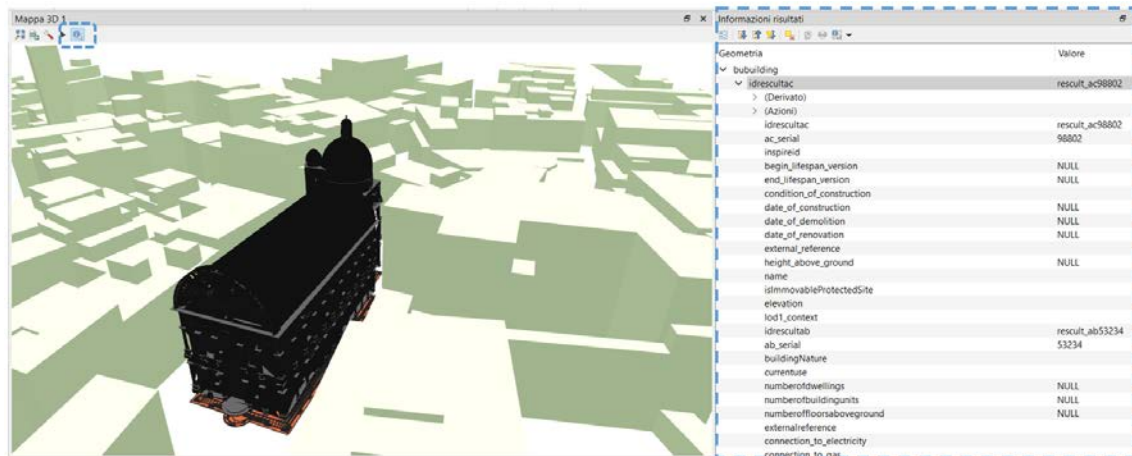 Mappa 3D 1
Informazioni risultati
Geometria Valore
bubuilding
idrescultac rescult_ac98802
(Derivato)
(Azioni)
idrescultac rescult_ac98802
ac_serial 98802
inspireid
begin_lifespan_version NULL
end_lifespan_version NULL
condition_of_construction
date_of_construction NULL
date_of_demolition NULL
date_of_renovation NULL
external_reference
height_above_ground NULL
name
isImmovableProtectedSite
elevation
lod1_context
idrescultab rescult_ab53234
ab_serial 53234
buildingNature
currentuse
numberofdwellings NULL
numberofbuildingunits NULL
numberoffloorsaboveground NULL
externalreference
connection_to_electricity
connection_to_gas